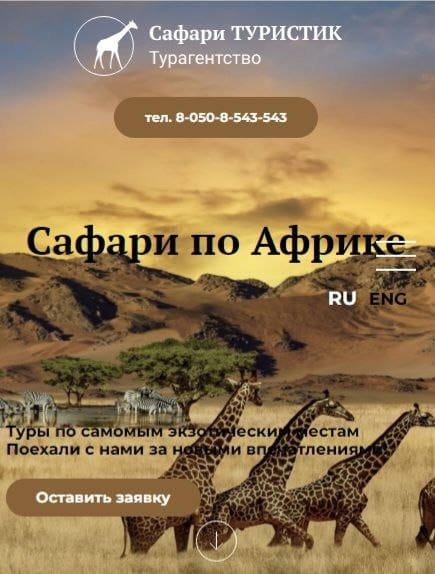 Сафари ТУРИСТИК
Турагентство
тел. 8-050-8-543-543
Сафари по Африке
RU ENG
Туры по самомым экзотическим местам
Поехали с нами за новыми впечатлениями!
Оставить заявку